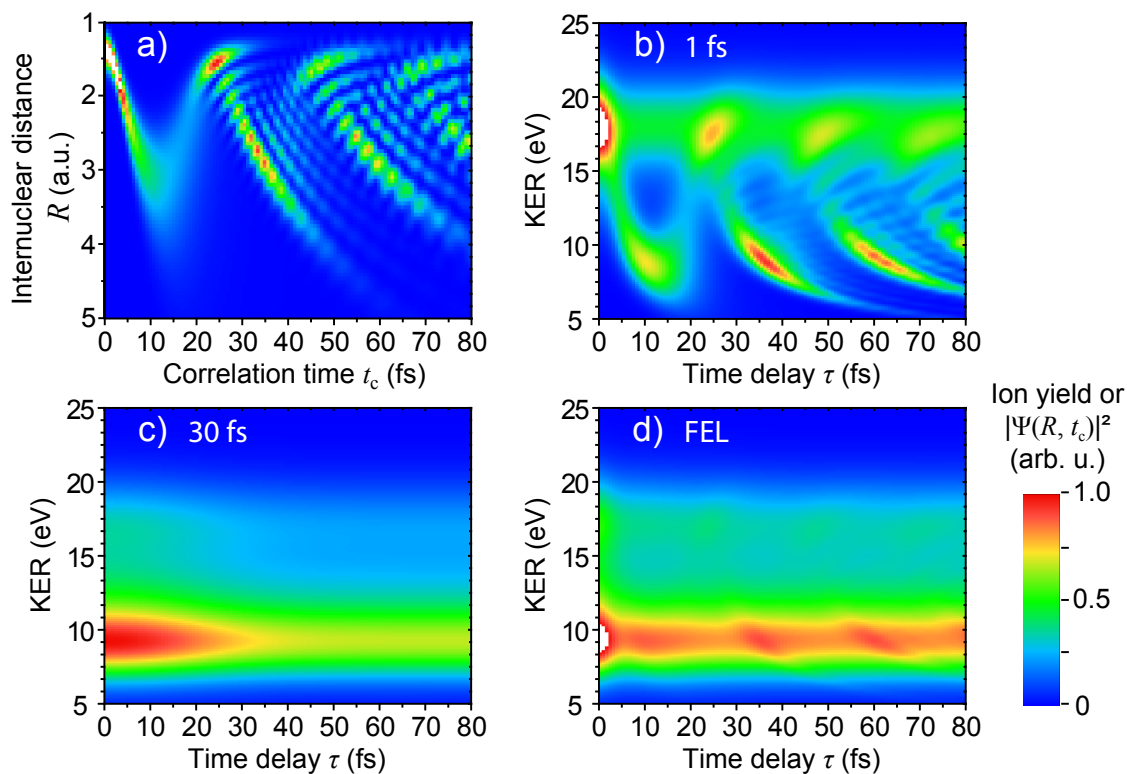 a)
1
2
3
4
5
Internuclear distance
R (a.u.)
0 10 20 30 40 50 60 70 80
Correlation time t_c (fs)
b) 1 fs
25
20
15
10
5
KER (eV)
0 10 20 30 40 50 60 70 80
Time delay τ (fs)
c) 30 fs
25
20
15
10
5
KER (eV)
0 10 20 30 40 50 60 70 80
Time delay τ (fs)
d) FEL
25
20
15
10
5
KER (eV)
0 10 20 30 40 50 60 70 80
Time delay τ (fs)
Ion yield or
|Ψ(R, t_c)|²
(arb. u.)
1.0
0.5
0